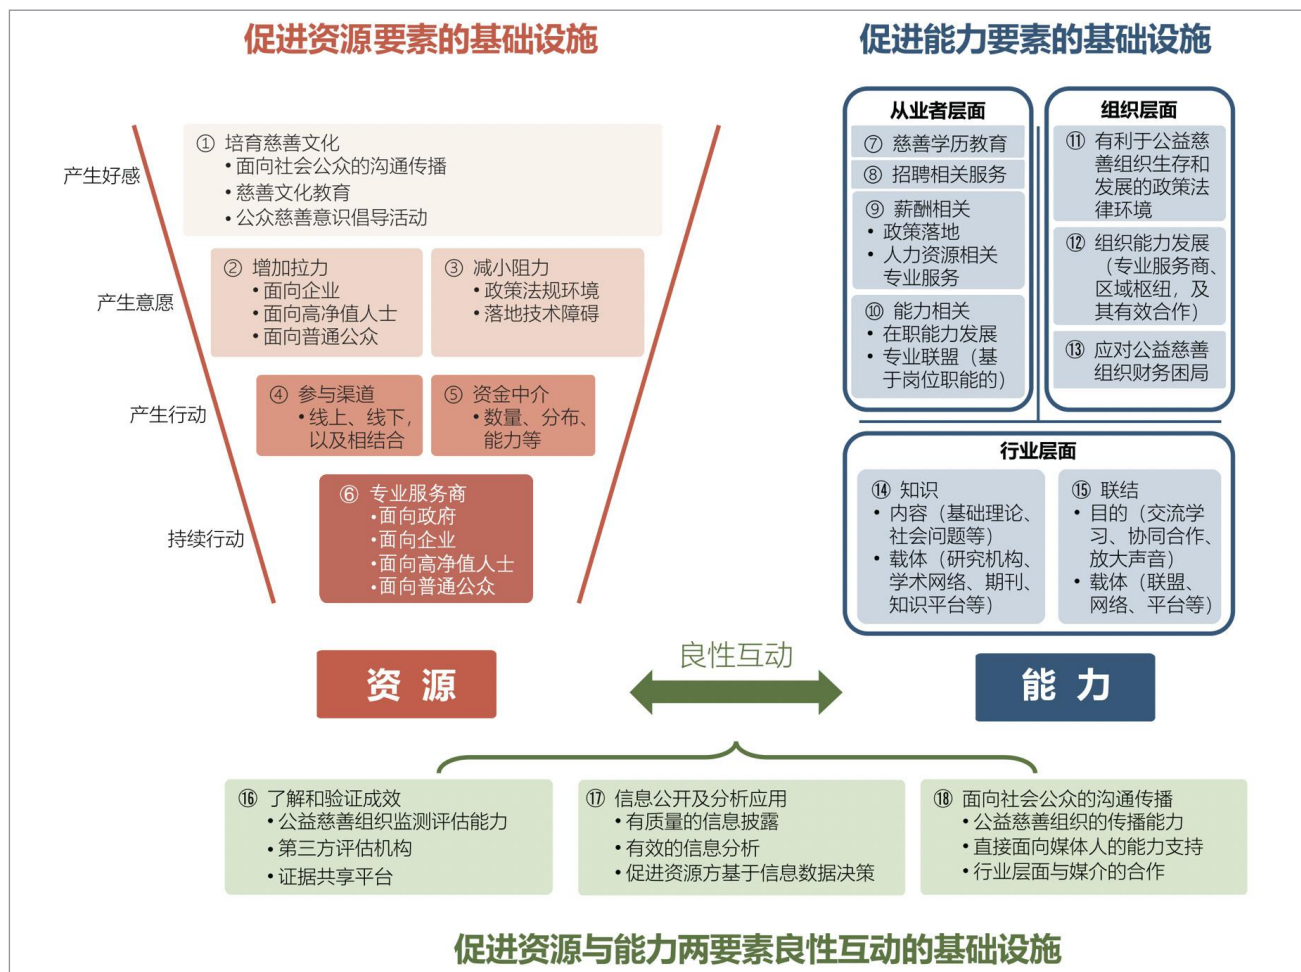 促进资源要素的基础设施
产生好感
① 培育慈善文化
• 面向社会公众的沟通传播
• 慈善文化教育
• 公众慈善意识倡导活动
产生意愿
② 增加拉力
• 面向企业
• 面向高净值人士
• 面向普通公众
③ 减小阻力
• 政策法规环境
• 落地技术障碍
产生行动
④ 参与渠道
• 线上、线下，
以及相结合
⑤ 资金中介
• 数量、分布、
能力等
持续行动
⑥ 专业服务商
• 面向政府
• 面向企业
• 面向高净值人士
• 面向普通公众
资 源
促进能力要素的基础设施
从业者层面
⑦ 慈善学历教育
⑧ 招聘相关服务
⑨ 薪酬相关
• 政策落地
• 人力资源相关
专业服务
⑩ 能力相关
• 在职能力发展
• 专业联盟（基
于岗位职能的）
组织层面
⑪ 有利于公益慈
善组织生存和
发展的政策法
律环境
⑫ 组织能力发展
（专业服务商、
区域枢纽，及
其有效合作）
⑬ 应对公益慈善
组织财务困局
行业层面
⑭ 知识
• 内容（基础理论、
社会问题等）
• 载体（研究机构、
学术网络、期刊、
知识平台等）
⑮ 联结
• 目的（交流学
习、协同合作、
放大声音）
• 载体（联盟、
网络、平台等）
能 力
良性互动
⑯ 了解和验证成效
• 公益慈善组织监测评估能力
• 第三方评估机构
• 证据共享平台
⑰ 信息公开及分析应用
• 有质量的信息披露
• 有效的信息分析
• 促进资源方基于信息数据决策
⑱ 面向社会公众的沟通传播
• 公益慈善组织的传播能力
• 直接面向媒体人的能力支持
• 行业层面与媒介的合作
促进资源与能力两要素良性互动的基础设施